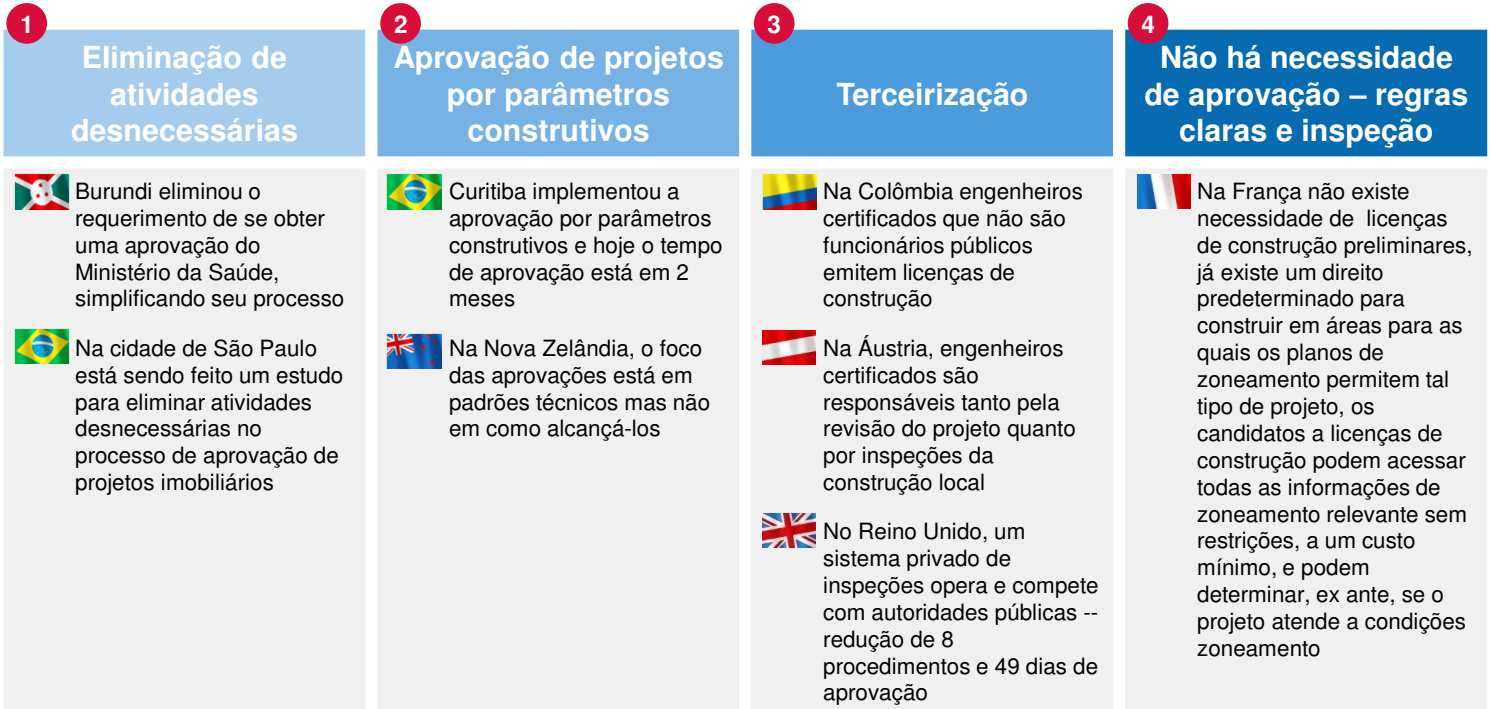 1
Eliminação de
atividades
desnecessárias
Burundi eliminou o
requerimento de se obter
uma aprovação do
Ministério da Saúde,
simplificando seu processo
Na cidade de São Paulo
está sendo feito um estudo
para eliminar atividades
desnecessárias no
processo de aprovação de
projetos imobiliários
2
Aprovação de projetos
por parâmetros
construtivos
Curitiba implementou a
aprovação por parâmetros
construtivos e hoje o tempo
de aprovação está em 2
meses
Na Nova Zelândia, o foco
das aprovações está em
padrões técnicos mas não
em como alcançá-los
3
Terceirização
Na Colômbia engenheiros
certificados que não são
funcionários públicos
emitem licenças de
construção
Na Áustria, engenheiros
certificados são
responsáveis tanto pela
revisão do projeto quanto
por inspeções da
construção local
No Reino Unido, um
sistema privado de
inspeções opera e compete
com autoridades públicas --
redução de 8
procedimentos e 49 dias de
aprovação
4
Não há necessidade
de aprovação – regras
claras e inspeção
Na França não existe
necessidade de licenças
de construção preliminares,
já existe um direito
predeterminado para
construir em áreas para as
quais os planos de
zoneamento permitem tal
tipo de projeto, os
candidatos a licenças de
construção podem acessar
todas as informações de
zoneamento relevante sem
restrições, a um custo
mínimo, e podem
determinar, ex ante, se o
projeto atende a condições
zoneamento